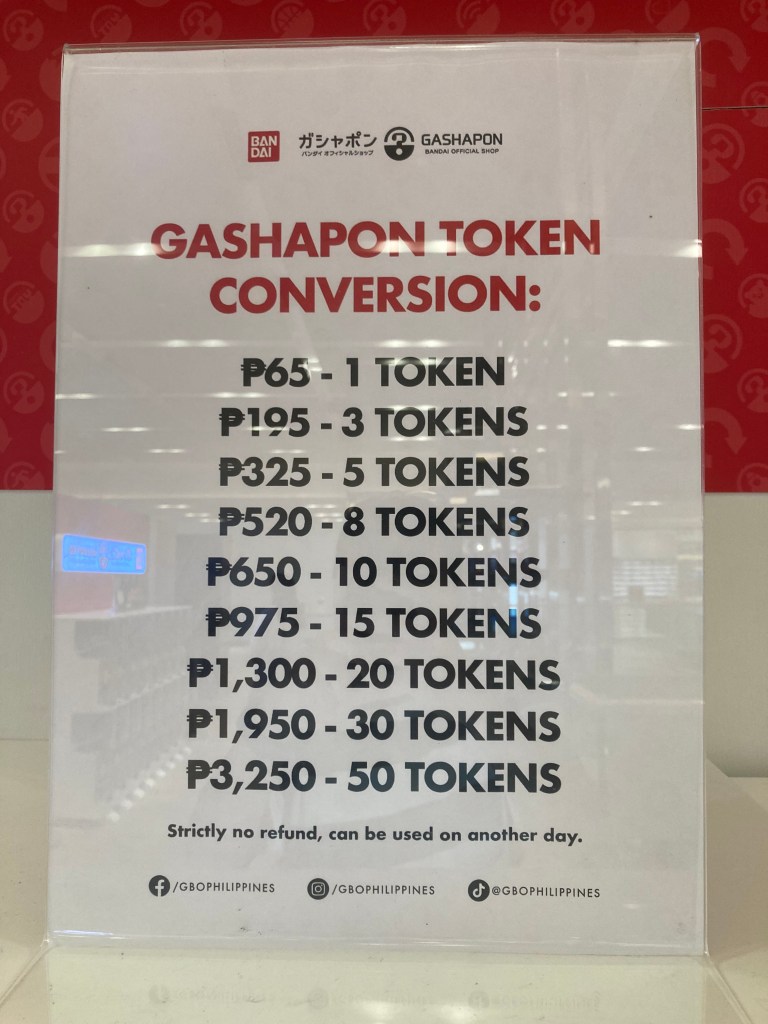 BAN
DAI
ガシャポン
バンダイ オフィシャルショップ
GASHAPON
BANDAI OFFICIAL SHOP
GASHAPON TOKEN
CONVERSION:
₱65 - 1 TOKEN
₱195 - 3 TOKENS
₱325 - 5 TOKENS
₱520 - 8 TOKENS
₱650 - 10 TOKENS
₱975 - 15 TOKENS
₱1,300 - 20 TOKENS
₱1,950 - 30 TOKENS
₱3,250 - 50 TOKENS
Strictly no refund, can be used on another day.
/GBOPHILIPPINES /GBOPHILIPPINES @GBOPHILIPPINES